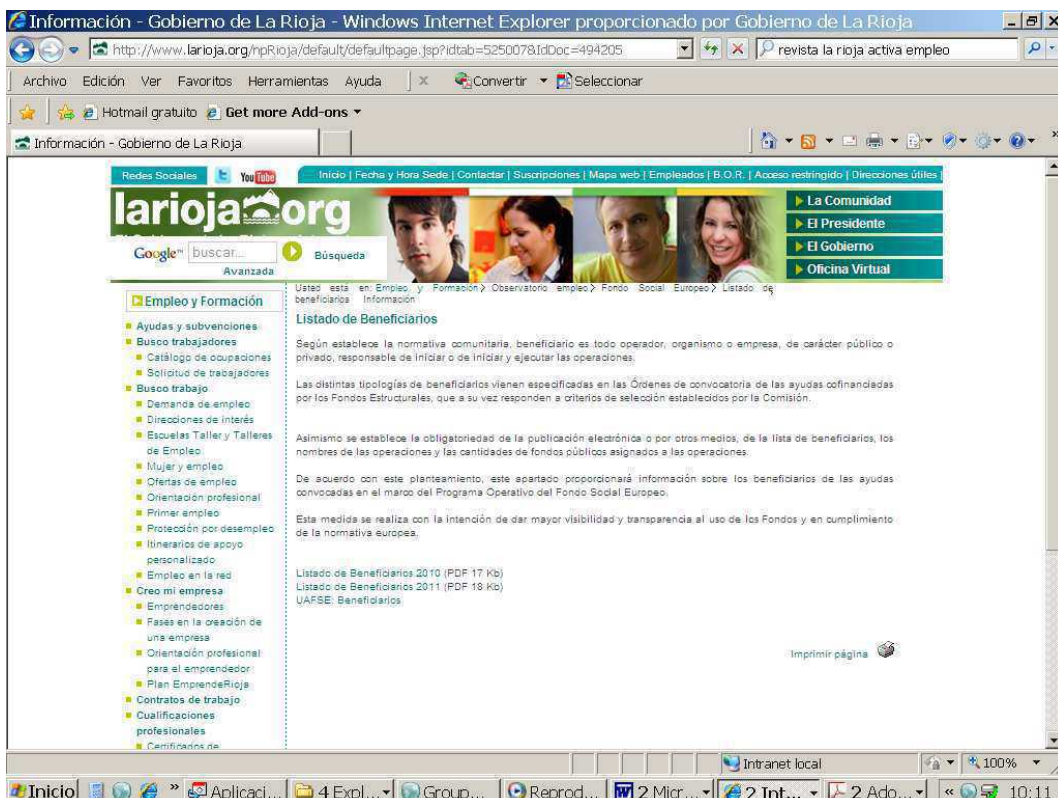 Información - Gobierno de La Rioja - Windows Internet Explorer proporcionado por Gobierno de La Rioja
http://www.larioja.org/npRioja/default/defaultpage.jsp?idtab=525007&IdDoc=494205
revista la rioja activa empleo
Archivo Edición Ver Favoritos Herramientas Ayuda
Convertir Seleccionar
Hotmail gratuito Get more Add-ons
Información - Gobierno de La Rioja
Redes Sociales You Tube Inicio | Fecha y Hora Sede | Contactar | Suscripciones | Mapa web | Empleados | B.O.R. | Acceso restringido | Direcciones útiles |
larioja org
La Comunidad
El Presidente
El Gobierno
Oficina Virtual
Google™ buscar... Búsqueda
Avanzada
Usted está en: Empleo y Formación > Observatorio empleo > Fondo Social Europeo > Listado de
beneficiarios Información
Empleo y Formación
Ayudas y subvenciones
Busco trabajadores
Catálogo de ocupaciones
Solicitud de trabajadores
Busco trabajo
Demanda de empleo
Direcciones de interés
Escuelas Taller y Talleres
de Empleo
Mujer y empleo
Ofertas de empleo
Orientación profesional
Primer empleo
Protección por desempleo
Itinerarios de apoyo
personalizado
Empleo en la red
Creo mi empresa
Emprendedores
Fases en la creación de
una empresa
Orientación profesional
para el emprendedor
Plan EmprendeRioja
Contratos de trabajo
Cualificaciones
profesionales
Certificados de
Listado de Beneficiarios
Según establece la normativa comunitaria, beneficiario es todo operador, organismo o empresa, de carácter público o
privado, responsable de iniciar o de iniciar y ejecutar las operaciones.
Las distintas tipologías de beneficiarios vienen especificadas en las Órdenes de convocatoria de las ayudas cofinanciadas
por los Fondos Estructurales, que a su vez responden a criterios de selección establecidos por la Comisión.
Asimismo se establece la obligatoriedad de la publicación electrónica o por otros medios, de la lista de beneficiarios, los
nombres de las operaciones y las cantidades de fondos públicos asignados a las operaciones.
De acuerdo con este planteamiento, este apartado proporcionará información sobre los beneficiarios de las ayudas
convocadas en el marco del Programa Operativo del Fondo Social Europeo.
Esta medida se realiza con la intención de dar mayor visibilidad y transparencia al uso de los Fondos y en cumplimiento
de la normativa europea.
Listado de Beneficiarios 2010 (PDF 17 Kb)
Listado de Beneficiarios 2011 (PDF 18 Kb)
UAFSE: Beneficiarios
Imprimir página
Intranet local 100%
Inicio Aplicaci... 4 Expl... Group... Reprod... 2 Micr... 2 Int... 2 Ado... 10:11